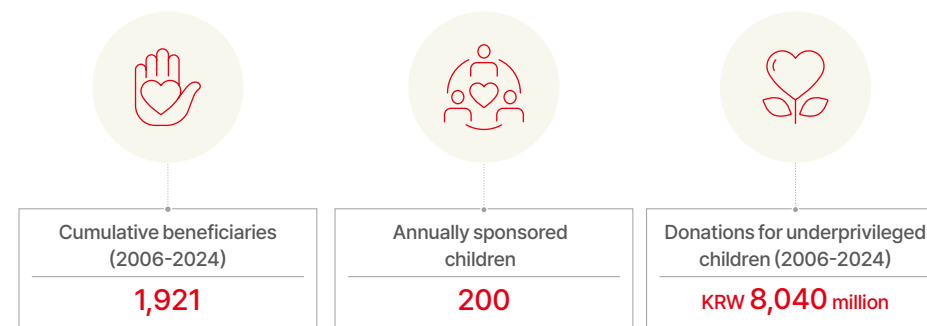 Cumulative beneficiaries
(2006-2024)
1,921
Annually sponsored
children
200
Donations for underprivileged
children (2006-2024)
KRW 8,040 million